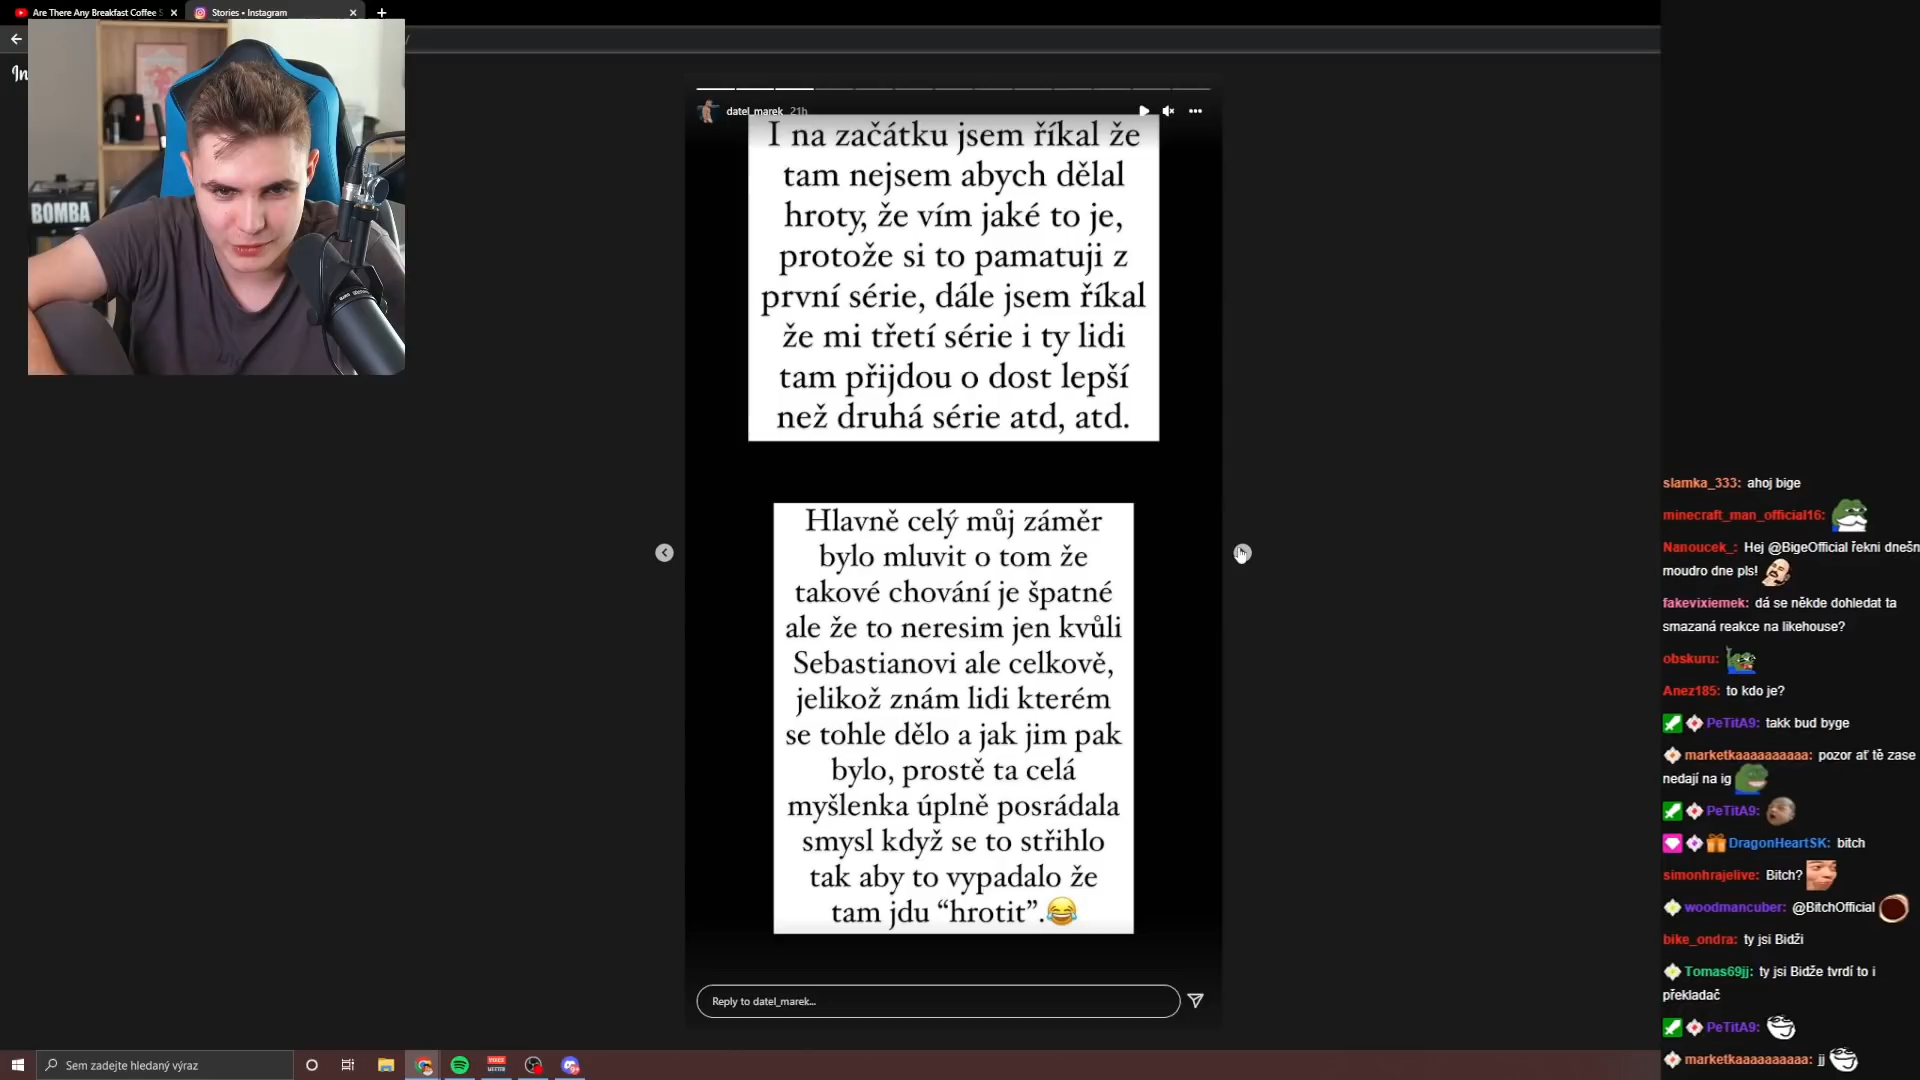 Are There Any Breakfast Coffee S
Stories • Instagram
In
BOMBA
datel_marek 21h
I na začátku jsem říkal že
tam nejsem abych dělal
hroty, že vím jaké to je,
protože si to pamatuji z
první série, dále jsem říkal
že mi třetí série i ty lidi
tam přijdou o dost lepší
než druhá série atd, atd.
Hlavně celý můj záměr
bylo mluvit o tom že
takové chování je špatné
ale že to neresim jen kvůli
Sebastianovi ale celkově,
jelikož znám lidi kterém
se tohle dělo a jak jim pak
bylo, prostě ta celá
myšlenka úplně posrádala
smysl když se to střihlo
tak aby to vypadalo že
tam jdu “hrotit”.😂
Reply to datel_marek...
slamka_333: ahoj bige
minecraft_man_official16:
Nanoucek_: Hej @BigeOfficial řekni dnešn
moudro dne pls!
fakevixiemek: dá se někde dohledat ta
smazaná reakce na likehouse?
obskuru:
Anez185: to kdo je?
PeTitA9: takk bud byge
marketkaaaaaaaaaa: pozor ať tě zase
nedají na ig
PeTitA9:
DragonHeartSK: bitch
simonhrajelive: Bitch?
woodmancuber: @BitchOfficial
bike_ondra: ty jsi Bidži
Tomas69jj: ty jsi Bidže tvrdí to i
překladač
PeTitA9:
marketkaaaaaaaaaa: jj
Sem zadejte hledaný výraz